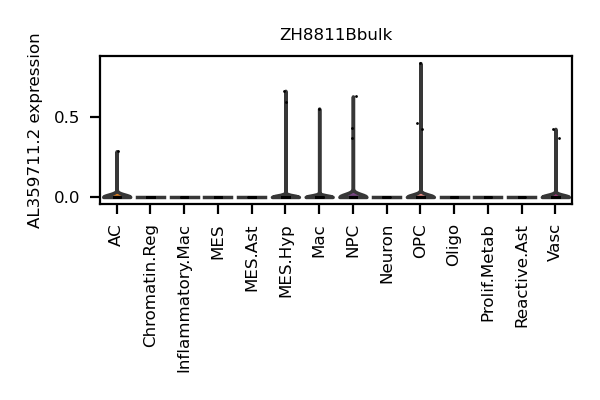 ZH8811Bbulk
AL359711.2 expression
0.5
0.0
AC
Chromatin.Reg
Inflammatory.Mac
MES
MES.Ast
MES.Hyp
Mac
NPC
Neuron
OPC
Oligo
Prolif.Metab
Reactive.Ast
Vasc